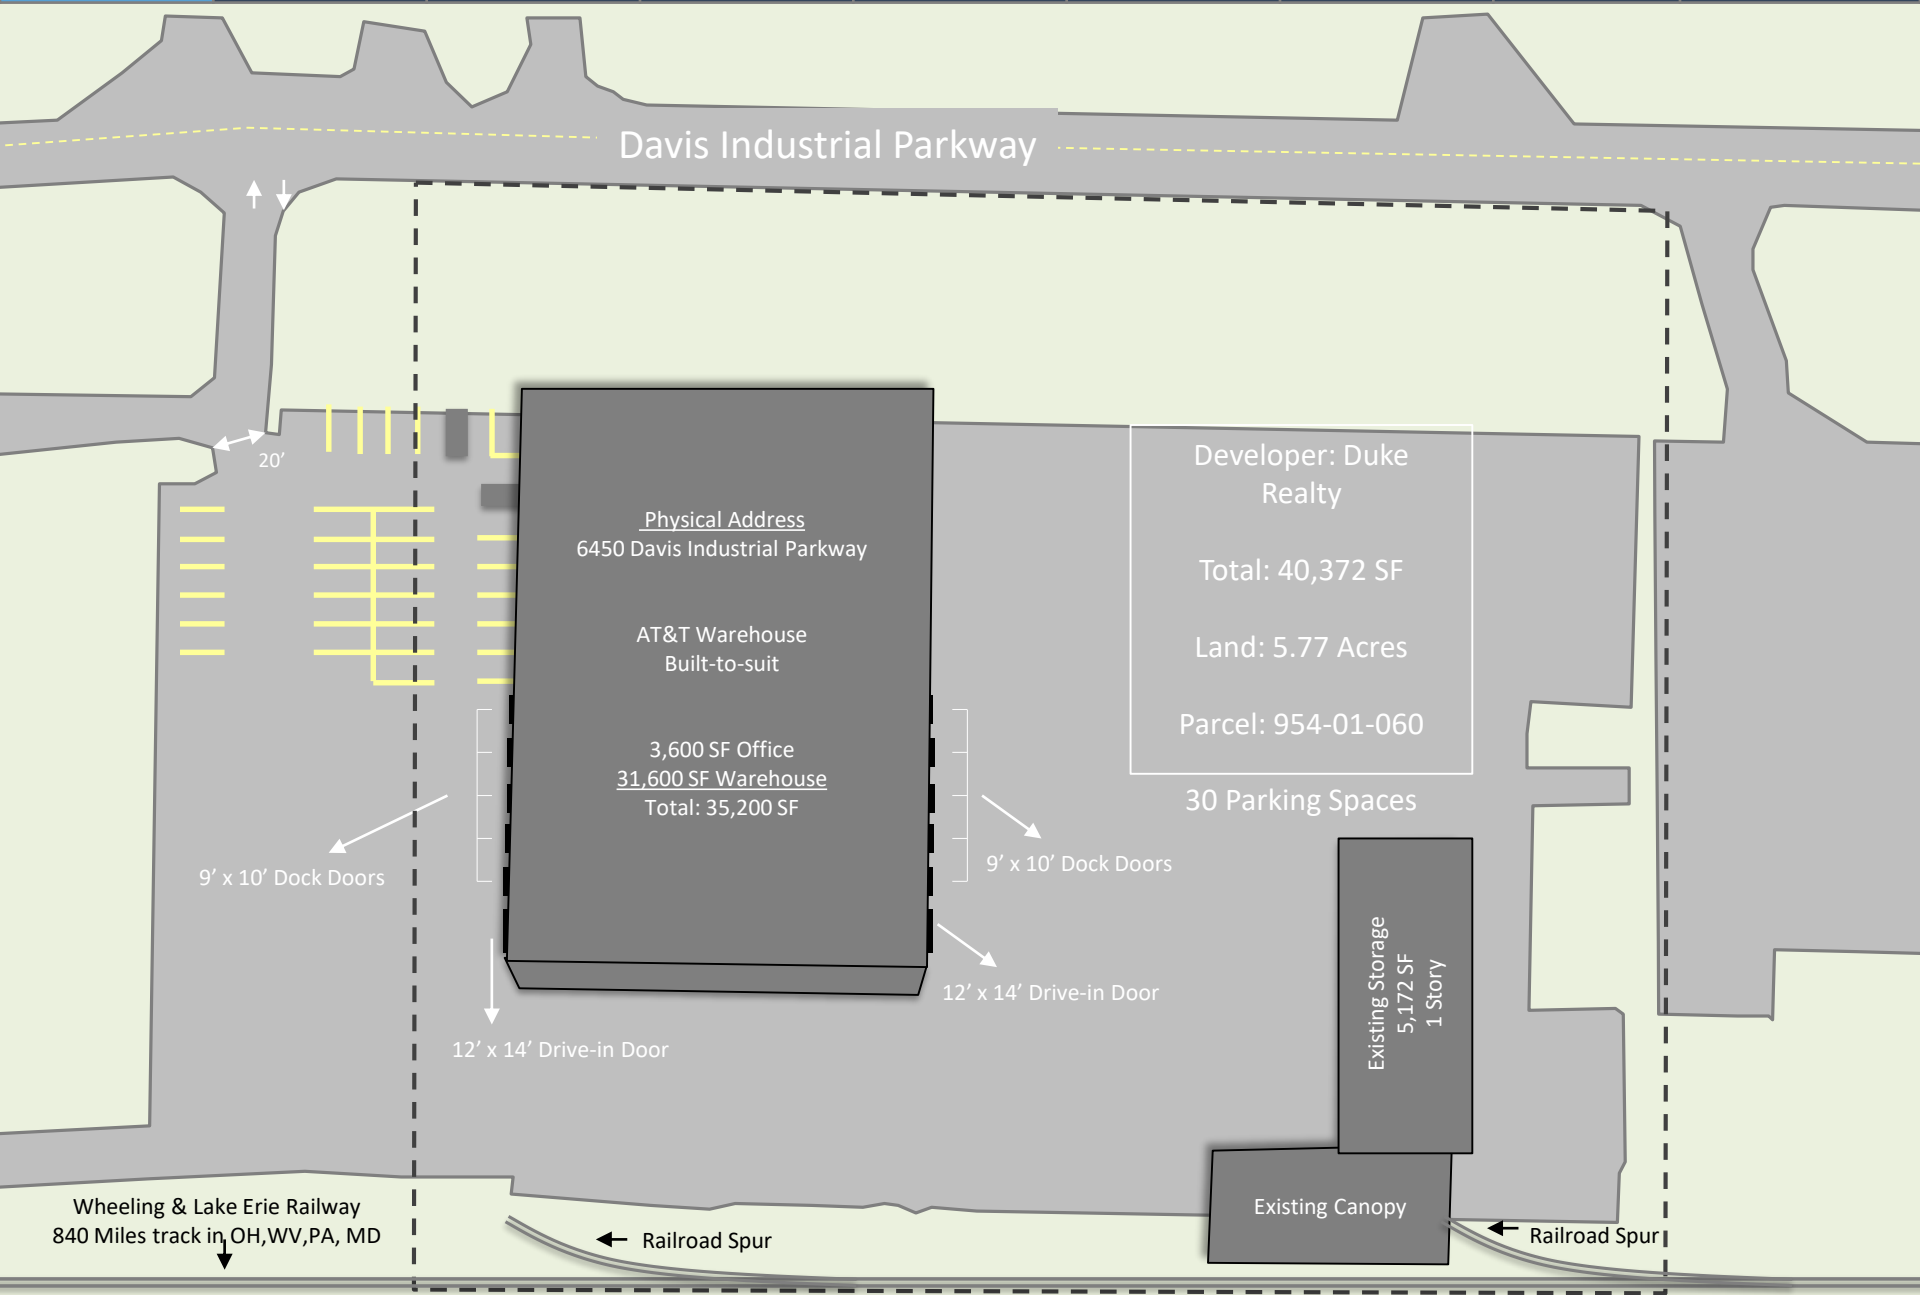 Davis Industrial Parkway
20’
Physical Address
6450 Davis Industrial Parkway
AT&T Warehouse
Built-to-suit
3,600 SF Office
31,600 SF Warehouse
Total: 35,200 SF
Developer: Duke
Realty
Total: 40,372 SF
Land: 5.77 Acres
Parcel: 954-01-060
30 Parking Spaces
9’ x 10’ Dock Doors
9’ x 10’ Dock Doors
12’ x 14’ Drive-in Door
12’ x 14’ Drive-in Door
Existing Storage
5,172 SF
1 Story
Existing Canopy
Wheeling & Lake Erie Railway
840 Miles track in OH,WV,PA, MD
Railroad Spur
Railroad Spur